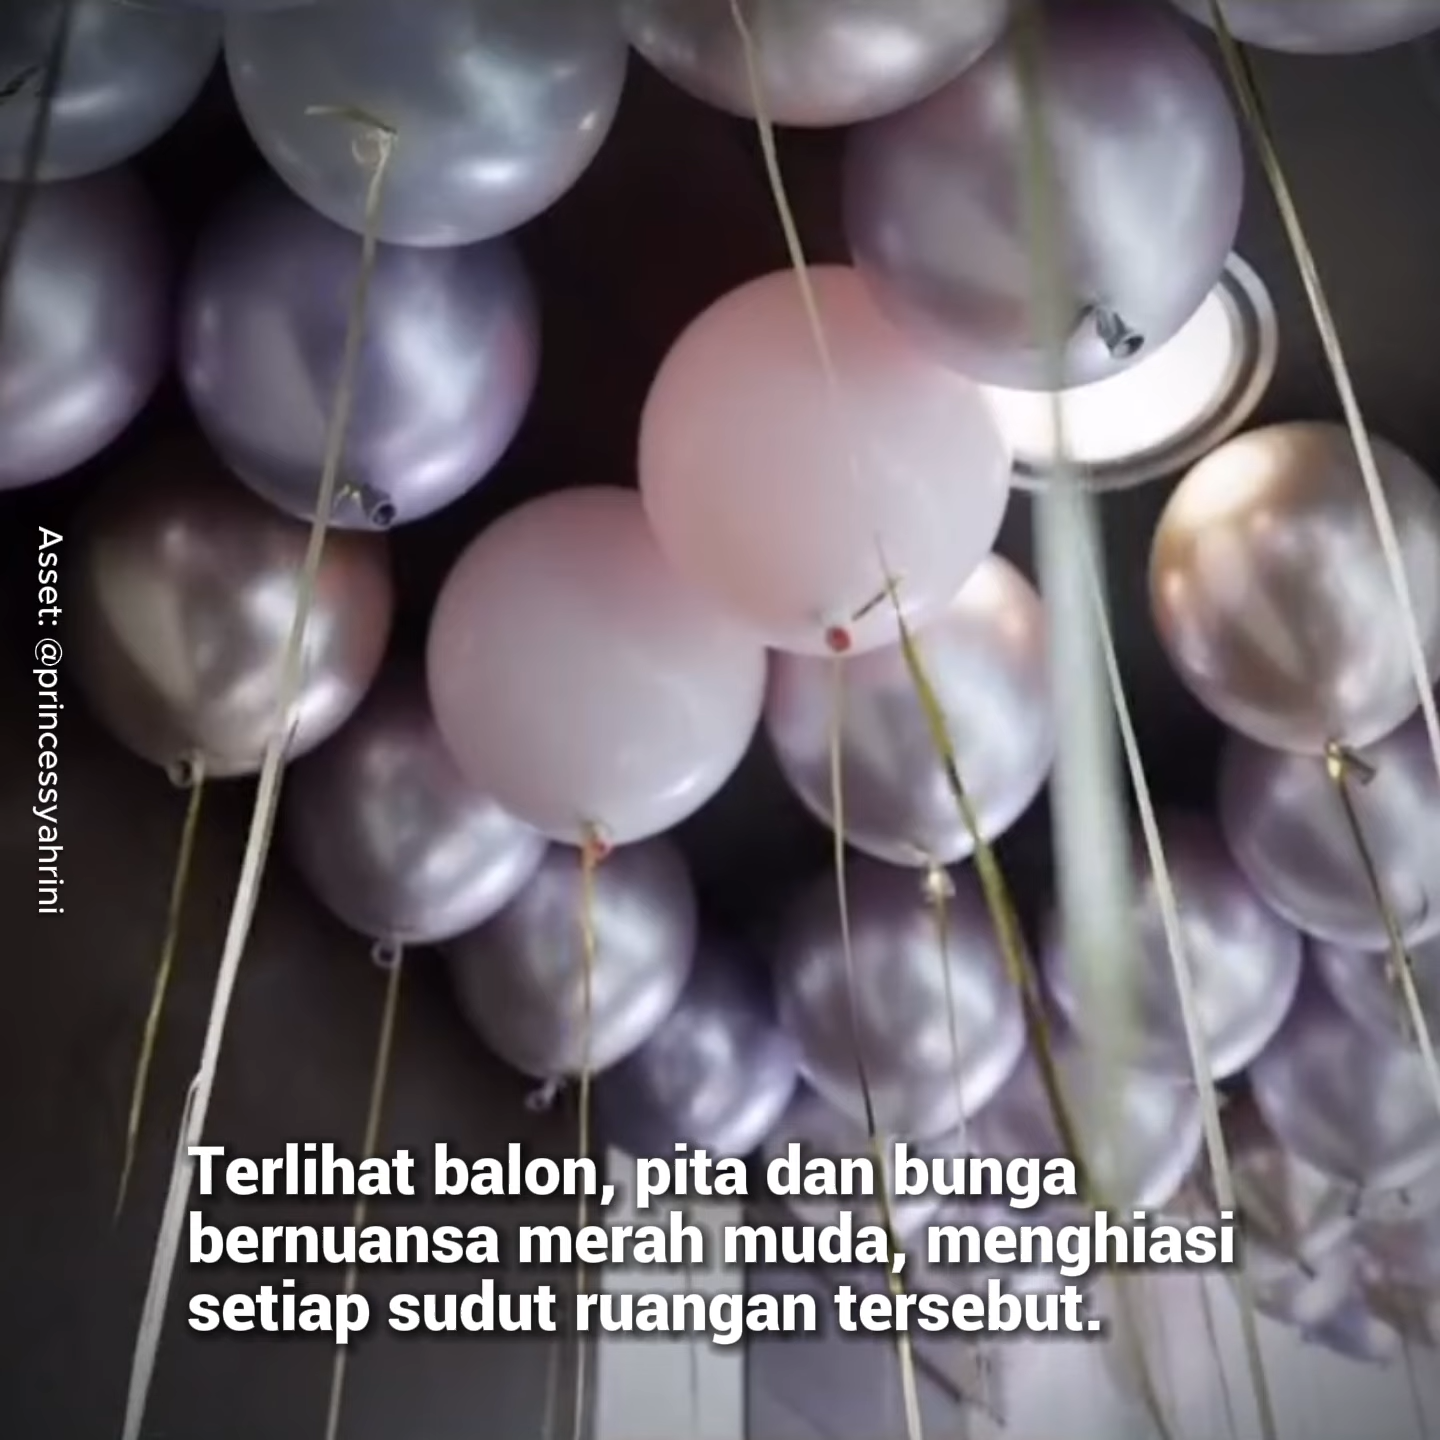 Asset: @princessyahrini
Terlihat balon, pita dan bunga
bernuansa merah muda, menghiasi
setiap sudut ruangan tersebut.